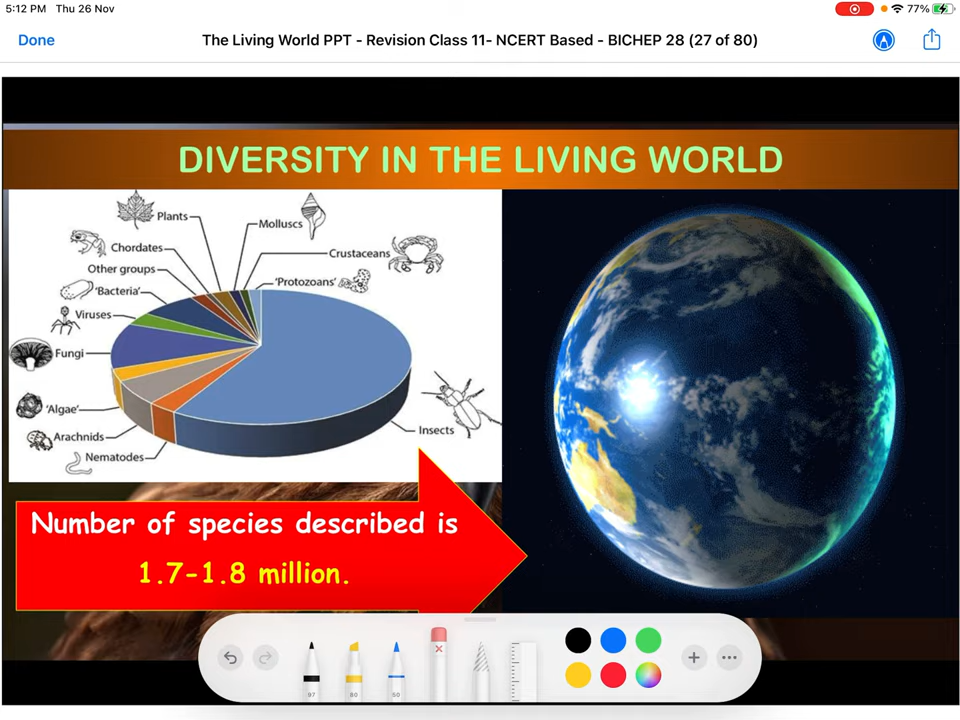 5:12 PM Thu 26 Nov
77%
Done
The Living World PPT - Revision Class 11- NCERT Based - BICHEP 28 (27 of 80)
DIVERSITY IN THE LIVING WORLD
Plants
Molluscs
Chordates
Crustaceans
Other groups
'Protozoans'
'Bacteria'
Viruses
Fungi
'Algae'
Insects
Arachnids
Nematodes
Number of species described is
1.7-1.8 million.
97
80
50